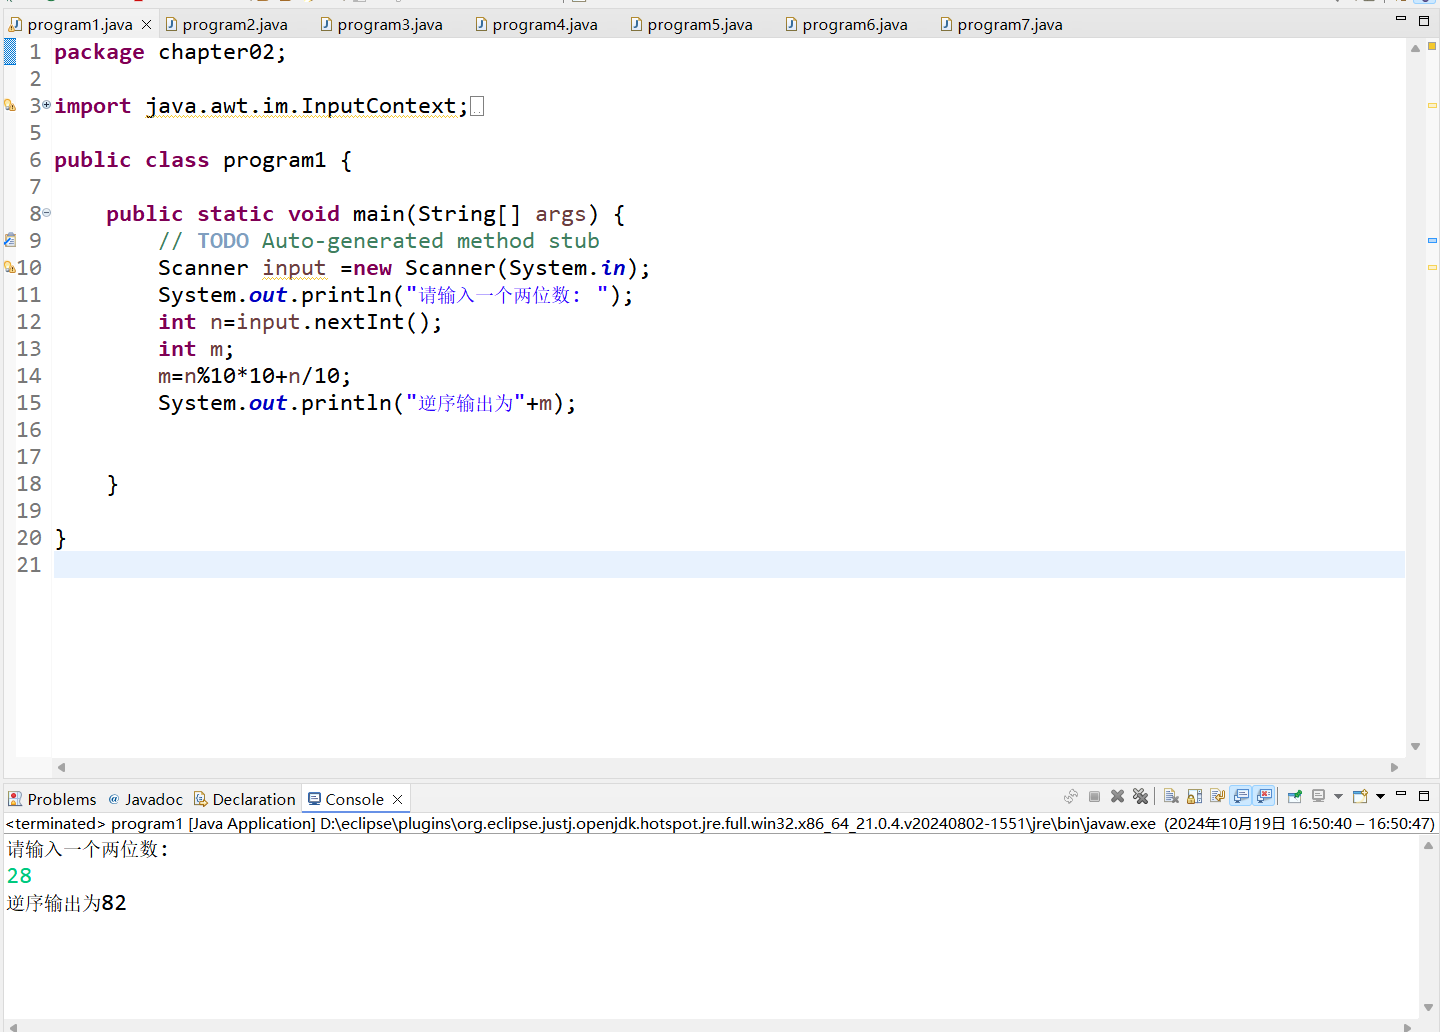 program1.java program2.java program3.java program4.java program5.java program6.java program7.java
1 package chapter02;
2
3 import java.awt.im.InputContext;
5
6 public class program1 {
7
8 public static void main(String[] args) {
9 // TODO Auto-generated method stub
10 Scanner input =new Scanner(System.in);
11 System.out.println("请输入一个两位数: ");
12 int n=input.nextInt();
13 int m;
14 m=n%10*10+n/10;
15 System.out.println("逆序输出为"+m);
16
17
18 }
19
20 }
21
Problems Javadoc Declaration Console
<terminated> program1 [Java Application] D:\eclipse\plugins\org.eclipse.justj.openjdk.hotspot.jre.full.win32.x86_64_21.0.4.v20240802-1551\jre\bin\javaw.exe (2024年10月19日 16:50:40 – 16:50:47)
请输入一个两位数:
28
逆序输出为82